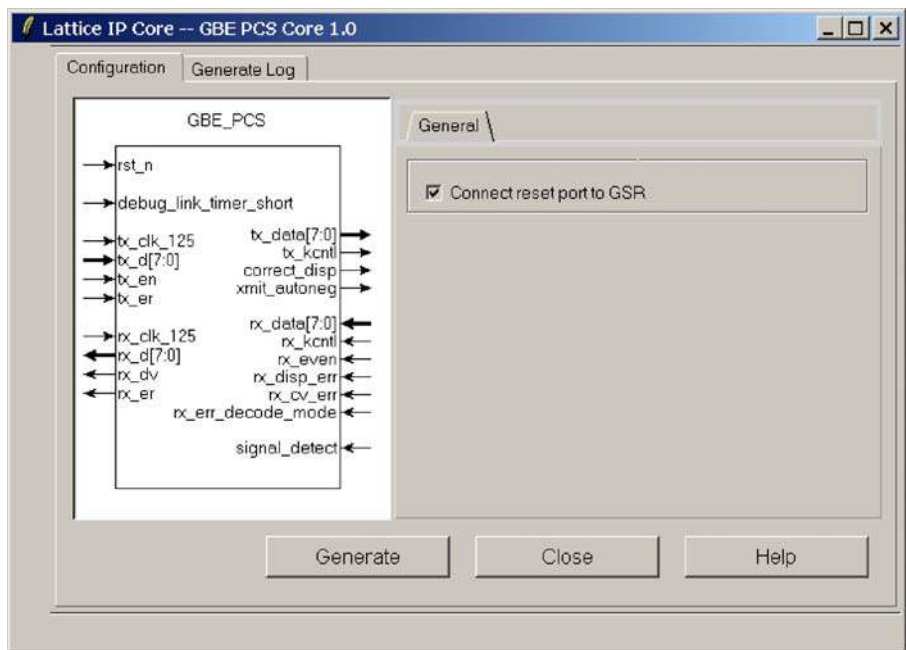 Lattice IP Core -- GBE PCS Core 1.0
Configuration
Generate Log
GBE_PCS
rst_n
debug_link_timer_short
tx_clk_125
tx_d[7:0]
tx_en
tx_er
tx_data[7:0]
tx_kcntl
correct_disp
xmit_autoneg
rx_clk_125
rx_d[7:0]
rx_dv
rx_er
rx_data[7:0]
rx_kcntl
rx_even
rx_disp_err
rx_cv_err
rx_err_decode_mode
signal_detect
General
Connect reset port to GSR
Generate
Close
Help